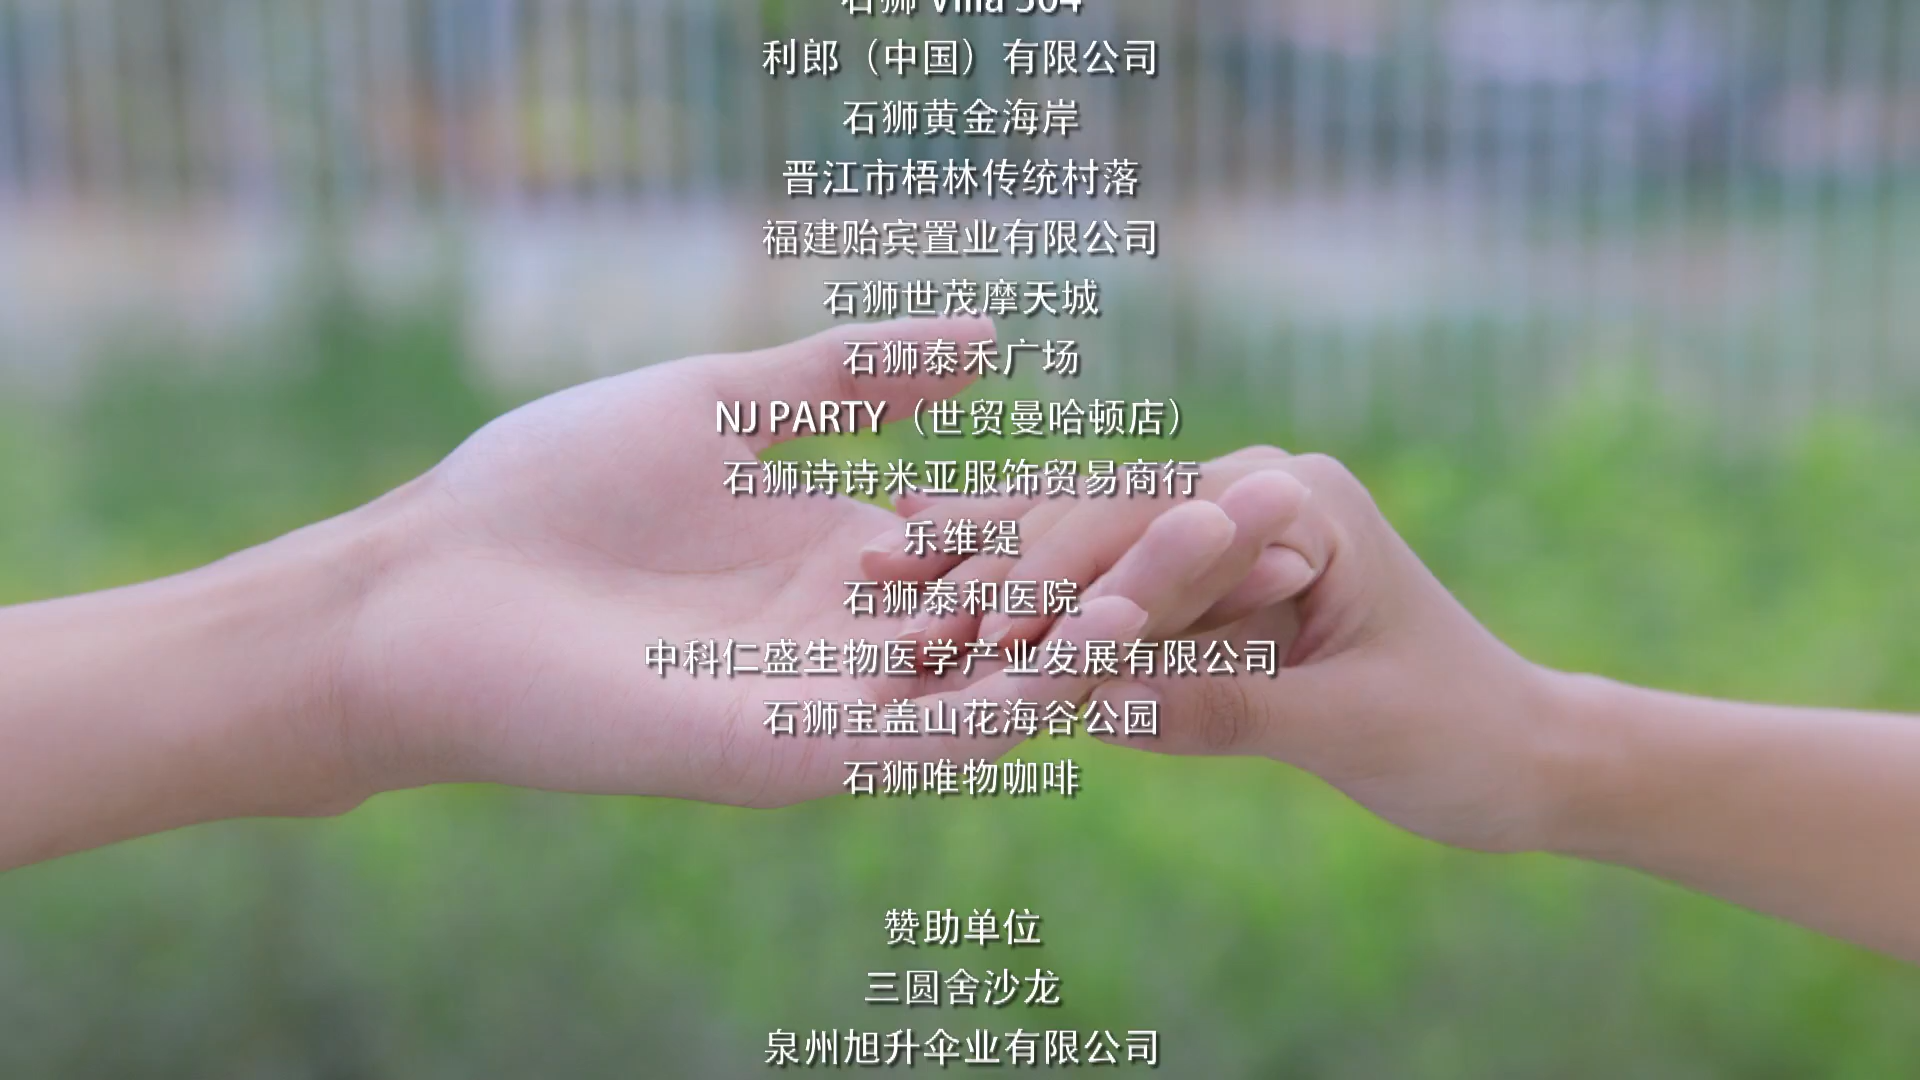 石狮 Villa 304
利郎（中国）有限公司
石狮黄金海岸
晋江市梧林传统村落
福建贻宾置业有限公司
石狮世茂摩天城
石狮泰禾广场
NJ PARTY（世贸曼哈顿店）
石狮诗诗米亚服饰贸易商行
乐维缇
石狮泰和医院
中科仁盛生物医学产业发展有限公司
石狮宝盖山花海谷公园
石狮唯物咖啡
赞助单位
三圆舍沙龙
泉州旭升伞业有限公司